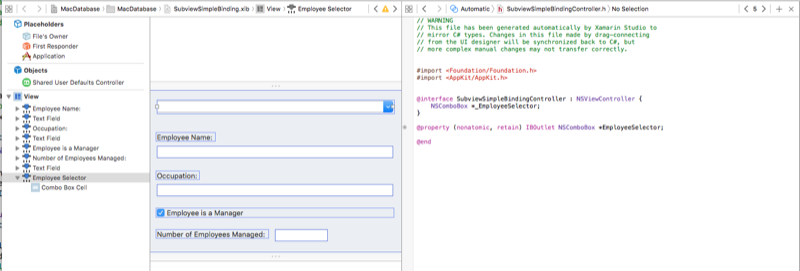 MacDatabase MacDatabase SubviewSimpleBinding.xib View Employee Selector
Automatic SubviewSimpleBindingController.h No Selection 5
Placeholders
File's Owner
First Responder
Application
Objects
Shared User Defaults Controller
View
Employee Name:
Text Field
Occupation:
Text Field
Employee is a Manager
Number of Employees Managed:
Text Field
Employee Selector
Combo Box Cell
Employee Name:
Occupation:
Employee is a Manager
Number of Employees Managed:
// WARNING
// This file has been generated automatically by Xamarin Studio to
// mirror C# types. Changes in this file made by drag-connecting
// from the UI designer will be synchronized back to C#, but
// more complex manual changes may not transfer correctly.
#import <Foundation/Foundation.h>
#import <AppKit/AppKit.h>
@interface SubviewSimpleBindingController : NSViewController {
NSComboBox *_EmployeeSelector;
}
@property (nonatomic, retain) IBOutlet NSComboBox *EmployeeSelector;
@end